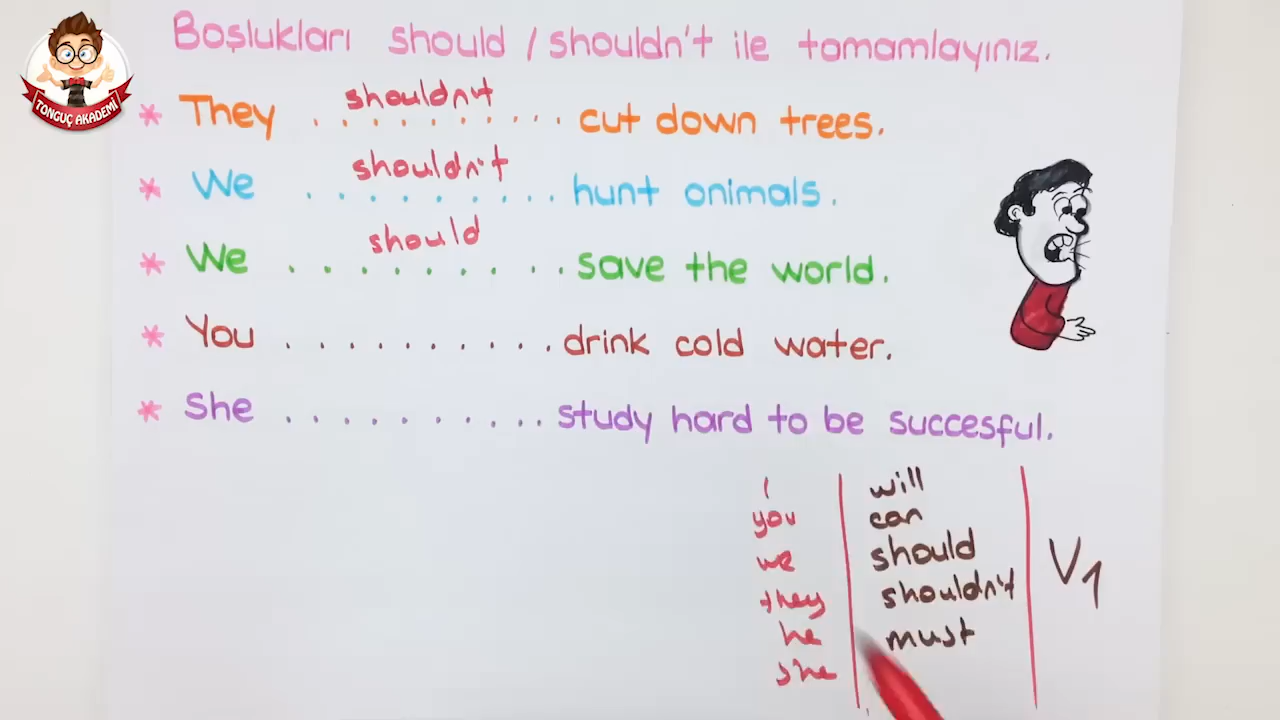 Boşlukları should / shouldn't ile tamamlayınız.
TONGUÇ AKADEMİ
* They shouldn't .......... cut down trees.
* We shouldn't ......... hunt animals.
* We should .......... save the world.
* You .......... drink cold water.
* She .......... study hard to be succesful.
I will
you can
we should V1
they shouldn't
he must
she